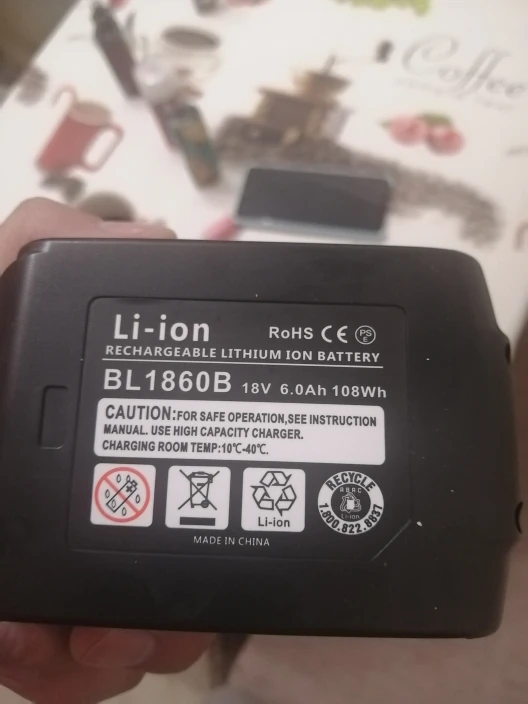 Coffee
Li-ion
RoHS CE PS E
RECHARGEABLE LITHIUM ION BATTERY
BL1860B 18V 6.0Ah 108Wh
CAUTION:FOR SAFE OPERATION,SEE INSTRUCTION
MANUAL. USE HIGH CAPACITY CHARGER.
CHARGING ROOM TEMP:10℃-40℃.
Li-ion
RECYCLE
RBRC
Li-ion
1.800.822.8837
MADE IN CHINA